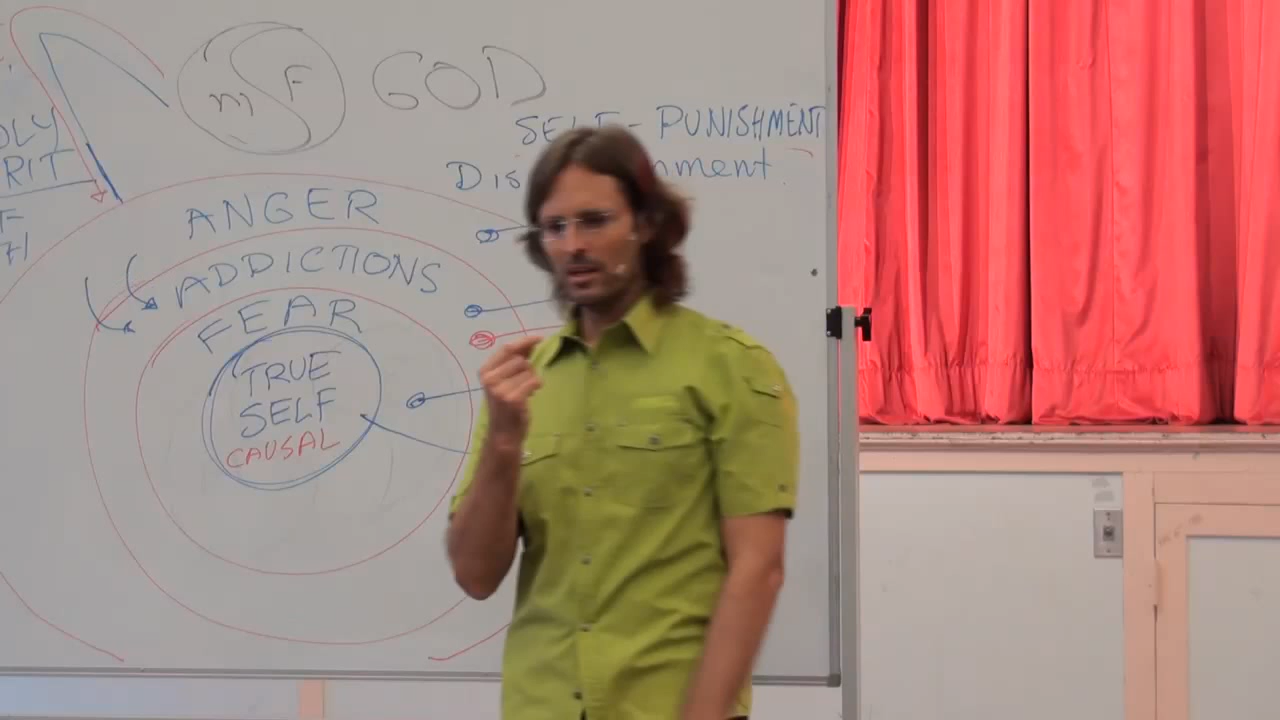 m F GOD
SELF-PUNISHMENT
ANGER
ADDICTIONS
FEAR
TRUE
SELF
CAUSAL